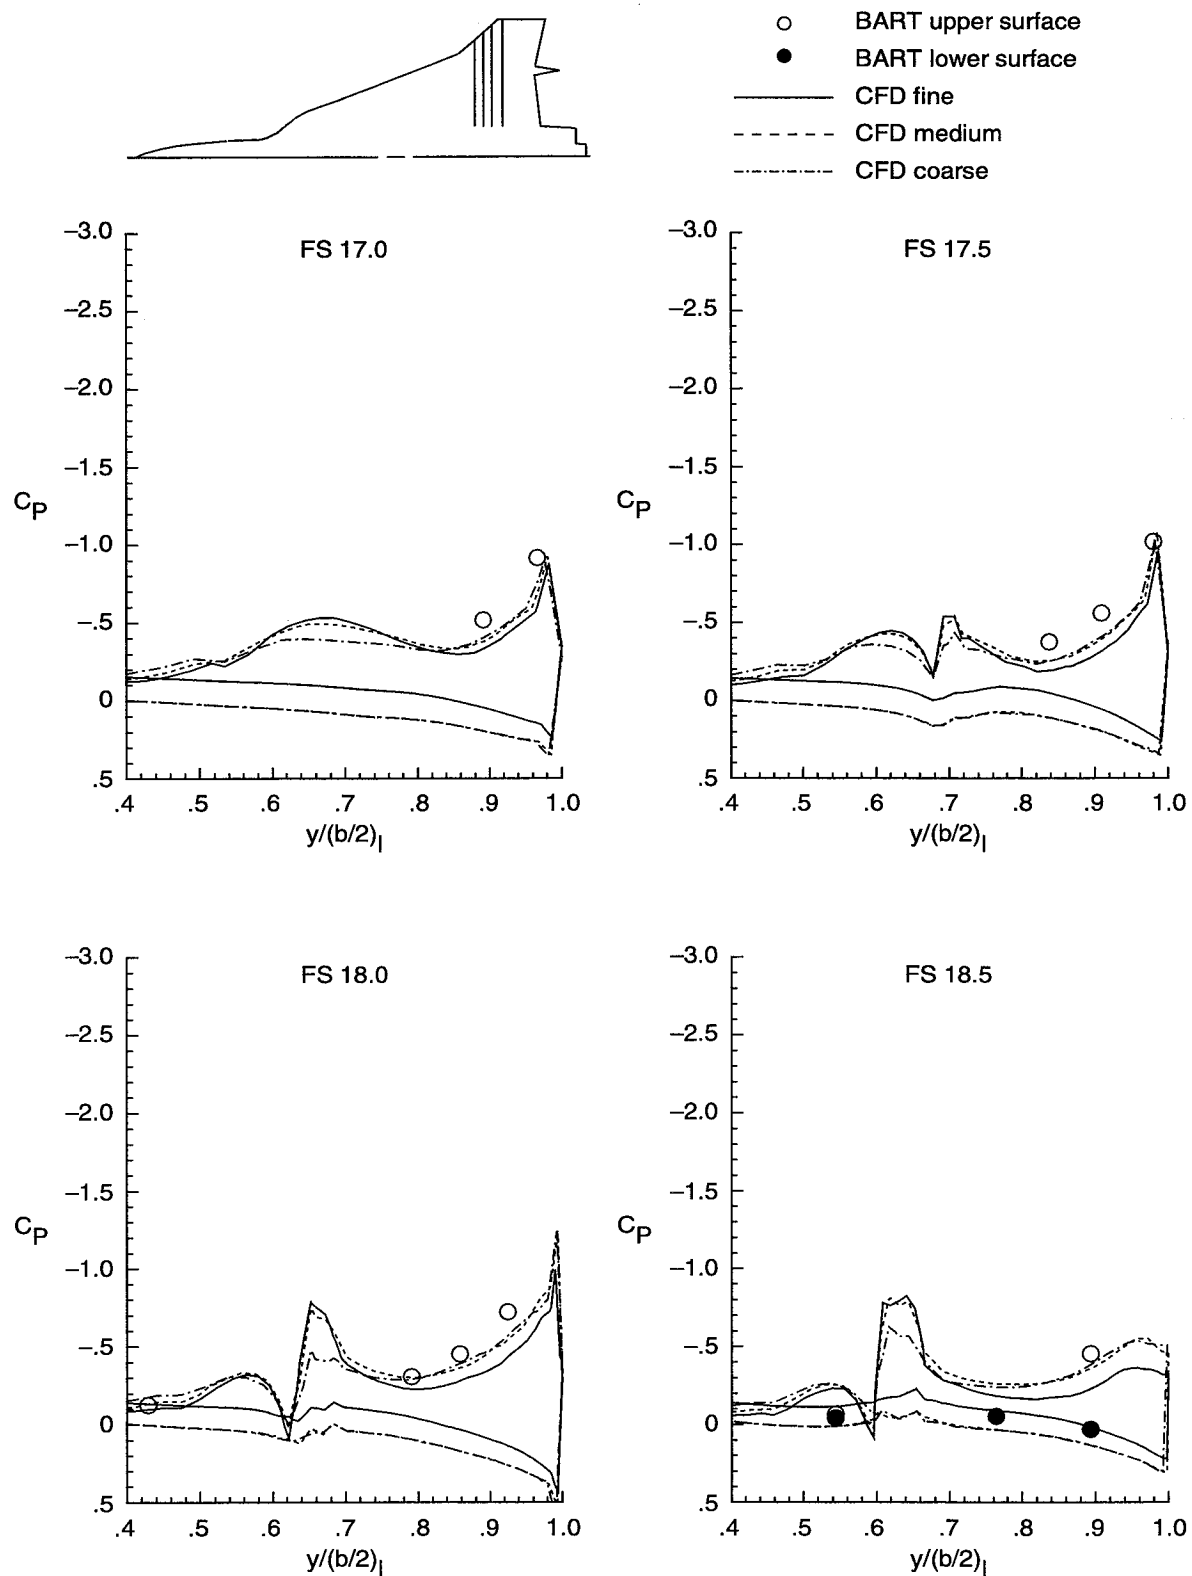 BART upper surface
BART lower surface
CFD fine
CFD medium
CFD coarse
FS 17.0
−3.0
−2.5
−2.0
−1.5
−1.0
−.5
0
.5
CP
.4 .5 .6 .7 .8 .9 1.0
y/(b/2)l
FS 17.5
−3.0
−2.5
−2.0
−1.5
−1.0
−.5
0
.5
CP
.4 .5 .6 .7 .8 .9 1.0
y/(b/2)l
FS 18.0
−3.0
−2.5
−2.0
−1.5
−1.0
−.5
0
.5
CP
.4 .5 .6 .7 .8 .9 1.0
y/(b/2)l
FS 18.5
−3.0
−2.5
−2.0
−1.5
−1.0
−.5
0
.5
CP
.4 .5 .6 .7 .8 .9 1.0
y/(b/2)l